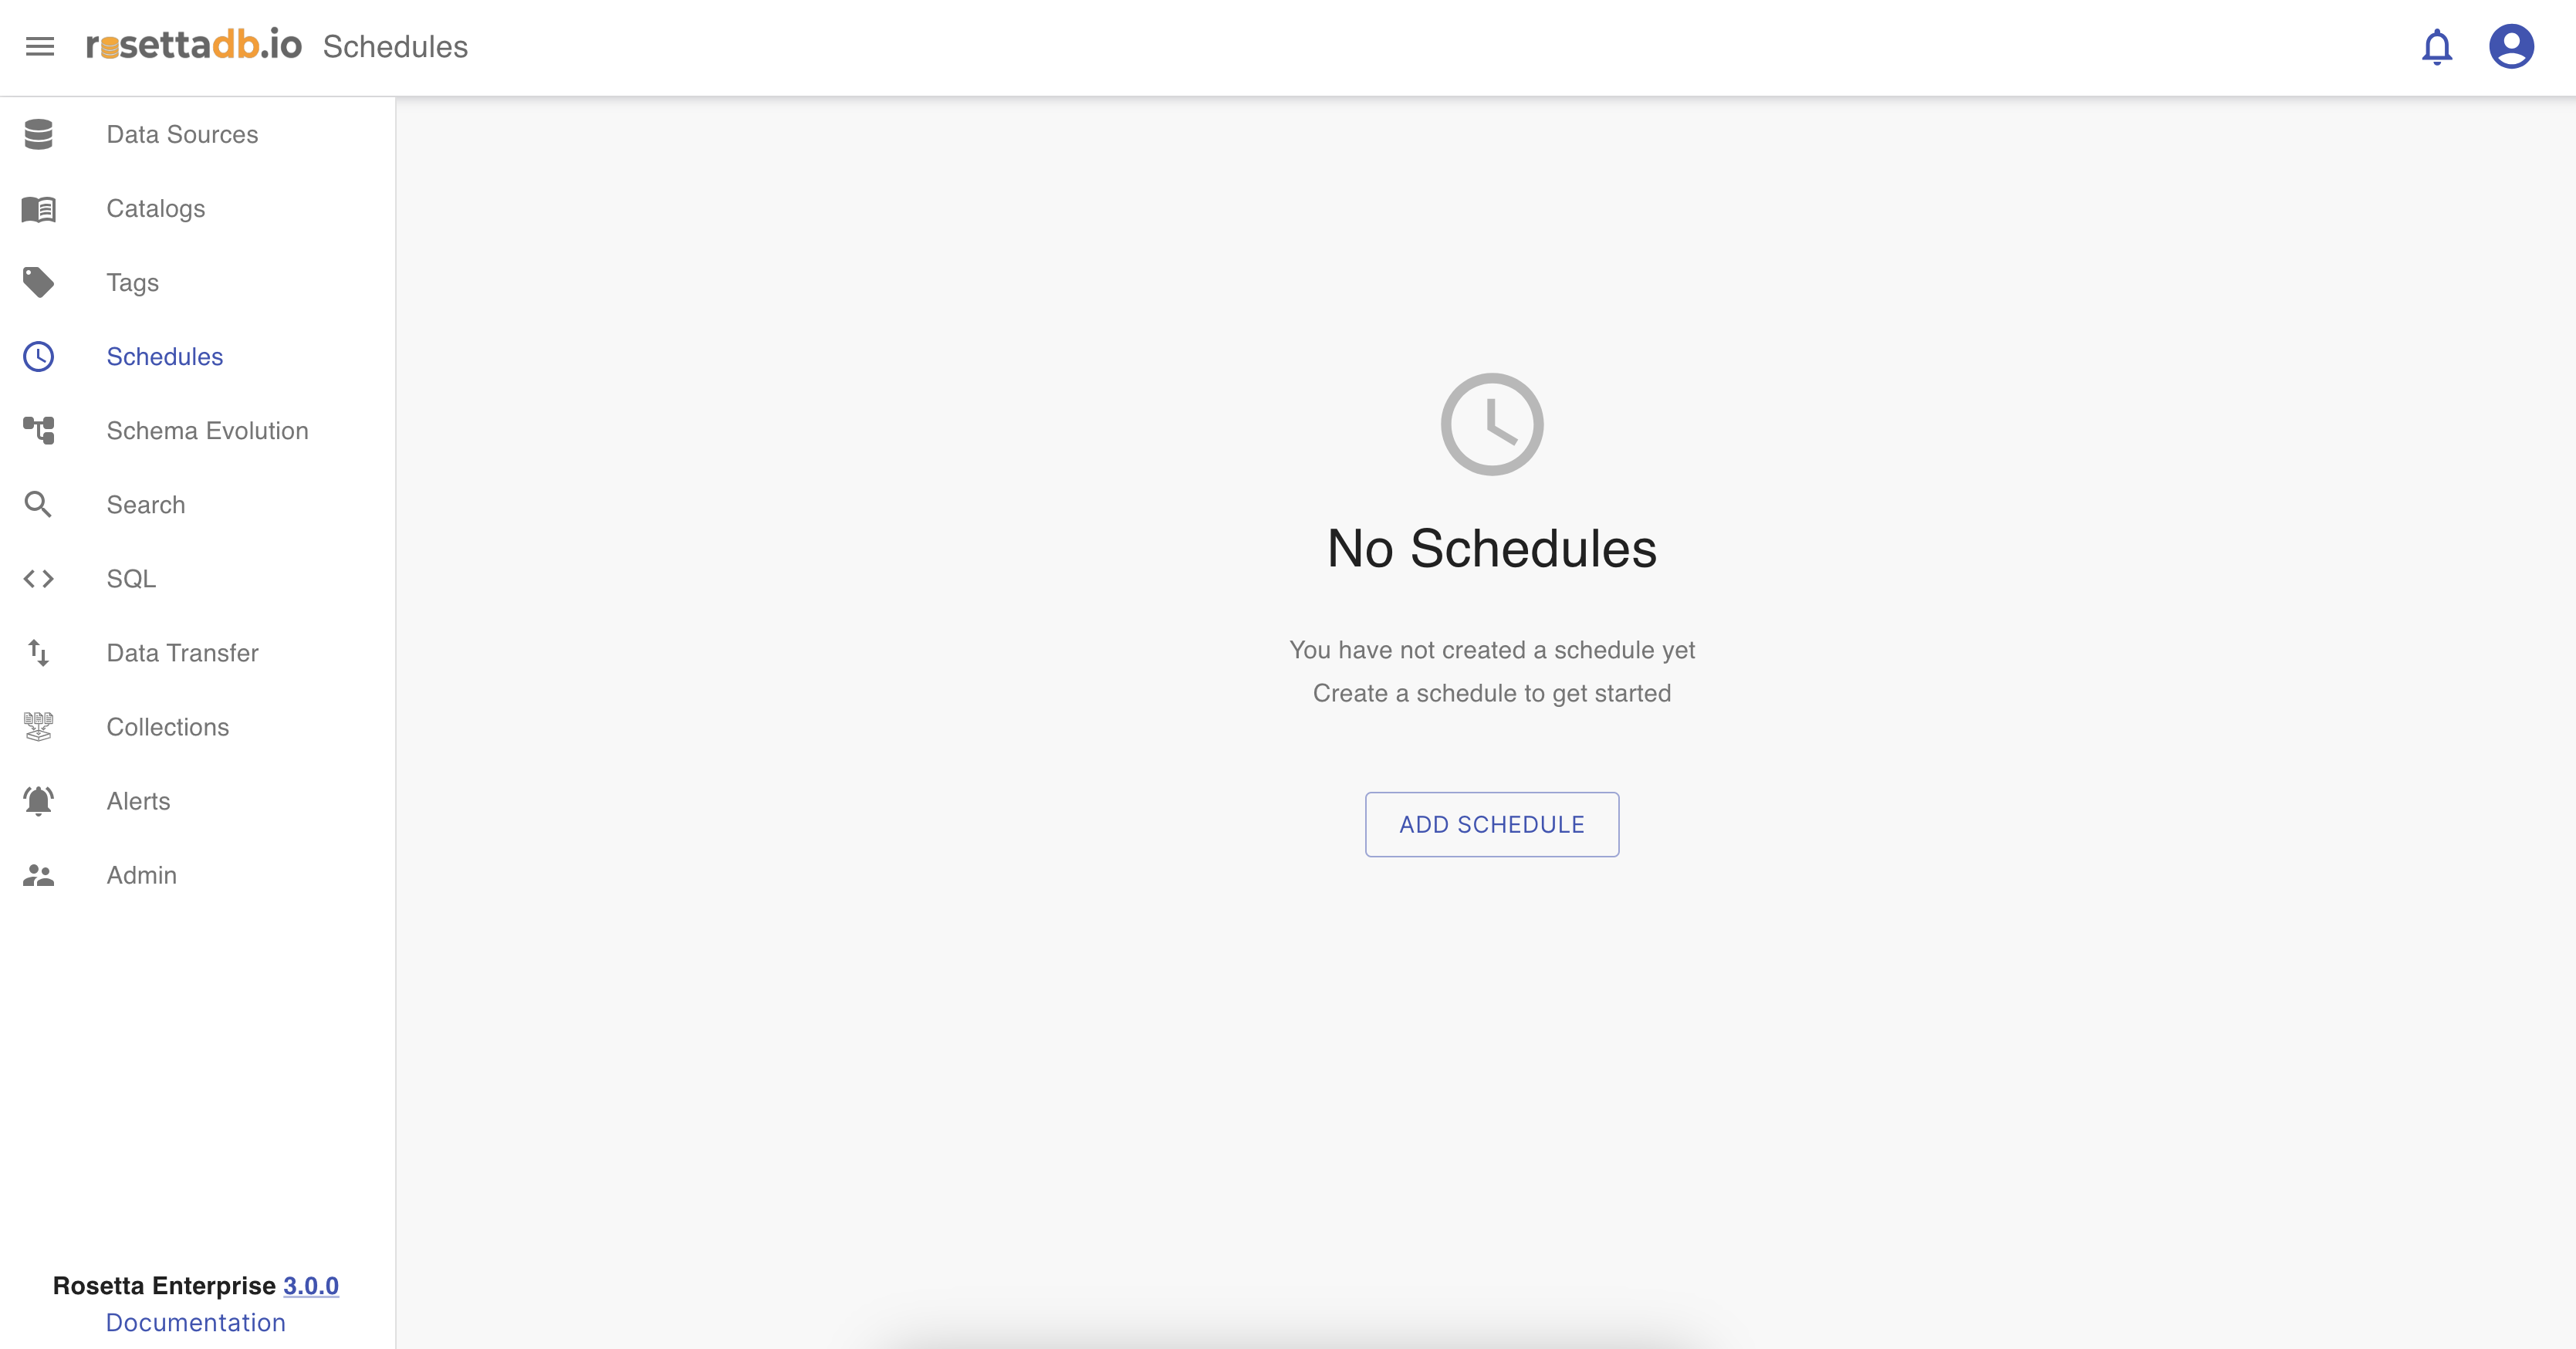 rosettadb.io Schedules
Data Sources
Catalogs
Tags
Schedules
Schema Evolution
Search
SQL
Data Transfer
Collections
Alerts
Admin
No Schedules
You have not created a schedule yet
Create a schedule to get started
ADD SCHEDULE
Rosetta Enterprise 3.0.0
Documentation